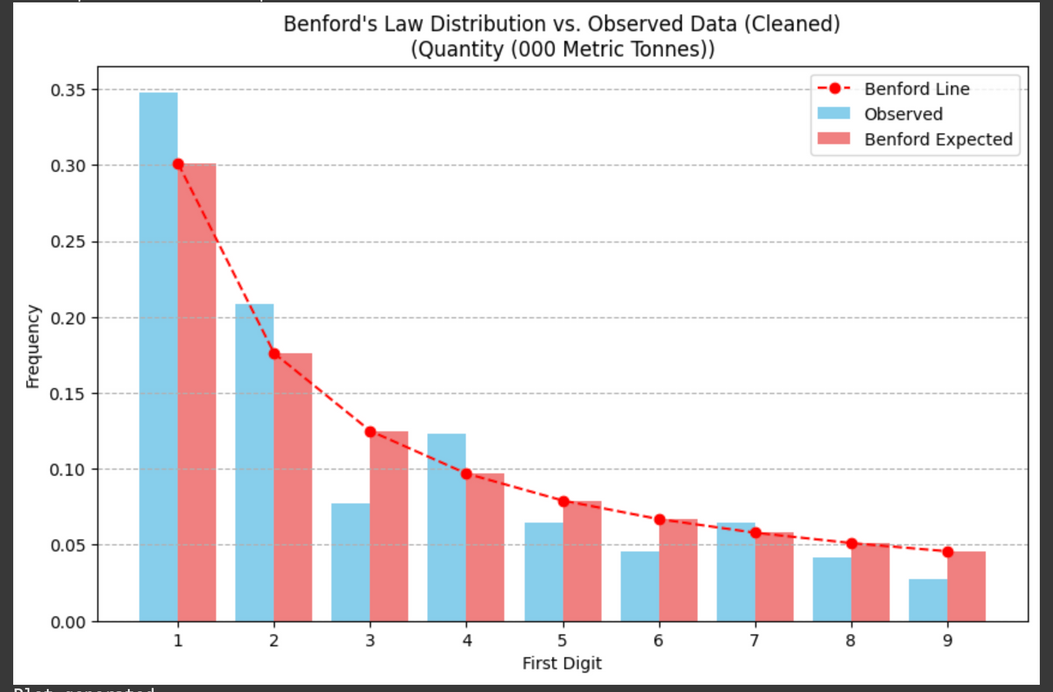 Benford's Law Distribution vs. Observed Data (Cleaned)
(Quantity (000 Metric Tonnes))
Benford Line
Observed
Benford Expected
0.35
0.30
0.25
0.20
0.15
0.10
0.05
0.00
Frequency
1 2 3 4 5 6 7 8 9
First Digit